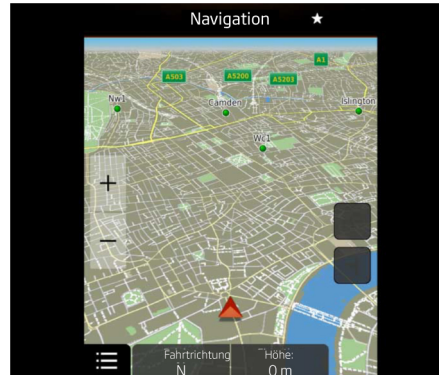 Navigation
A1
A503
A5200
A5203
Nw1
Camden
Islington
Wc1
+
−
Fahrtrichtung
N
Höhe:
0 m